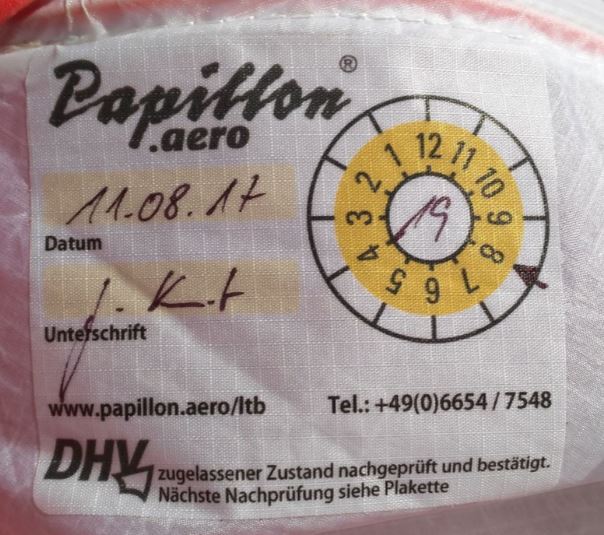 Papillon®
.aero
12
11
10
9
8
7
6
5
4
3
2
1
19
11.08.17
Datum
J. K-t
Unterschrift
www.papillon.aero/ltb
Tel.: +49(0)6654 / 7548
DHV zugelassener Zustand nachgeprüft und bestätigt.
Nächste Nachprüfung siehe Plakette